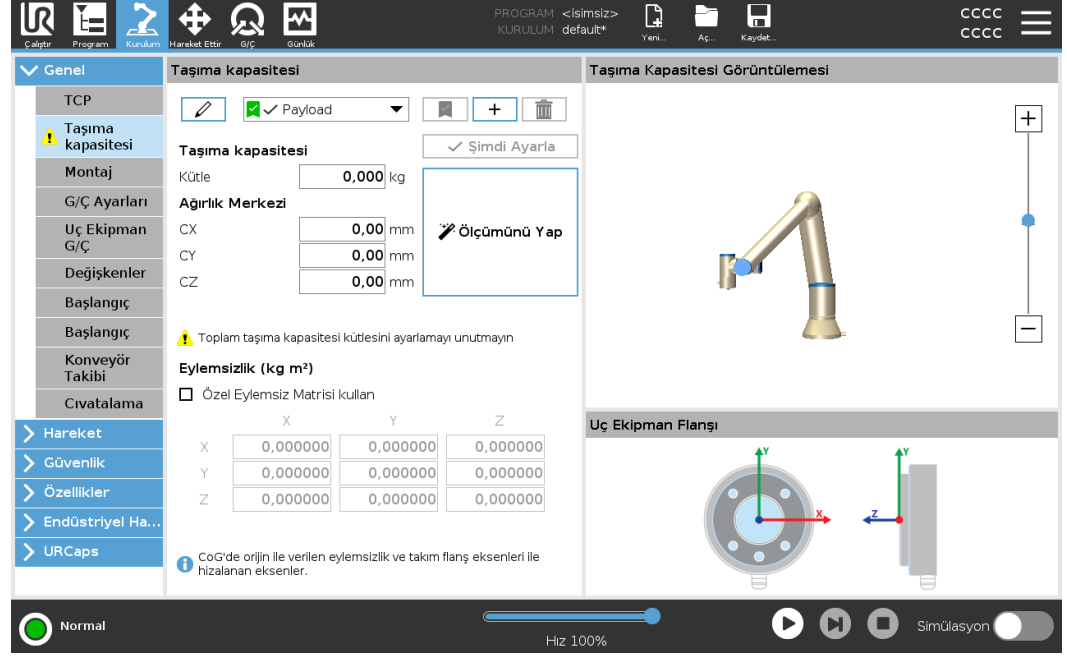 PROGRAM <isimsiz>
KURULUM default*
Çalıştır
Program
Kurulum
Hareket Ettir
G/Ç
Günlük
Yeni...
Aç...
Kaydet...
cccc
cccc
Genel
TCP
Taşıma
kapasitesi
Montaj
G/Ç Ayarları
Uç Ekipman
G/Ç
Değişkenler
Başlangıç
Başlangıç
Konveyör
Takibi
Cıvatalama
Hareket
Güvenlik
Özellikler
Endüstriyel Ha...
URCaps
Taşıma kapasitesi
Payload
Taşıma kapasitesi
Şimdi Ayarla
Kütle 0,000 kg
Ağırlık Merkezi
CX 0,00 mm
CY 0,00 mm
CZ 0,00 mm
Ölçümünü Yap
Toplam taşıma kapasitesi kütlesini ayarlamayı unutmayın
Eylemsizlik (kg m²)
Özel Eylemsiz Matrisi kullan
X Y Z
X 0,000000 0,000000 0,000000
Y 0,000000 0,000000 0,000000
Z 0,000000 0,000000 0,000000
CoG'de orijin ile verilen eylemsizlik ve takım flanş eksenleri ile
hizalanan eksenler.
Taşıma Kapasitesi Görüntülemesi
Uç Ekipman Flanşı
Y
X
Y
Z
Normal
Hız 100%
Simülasyon